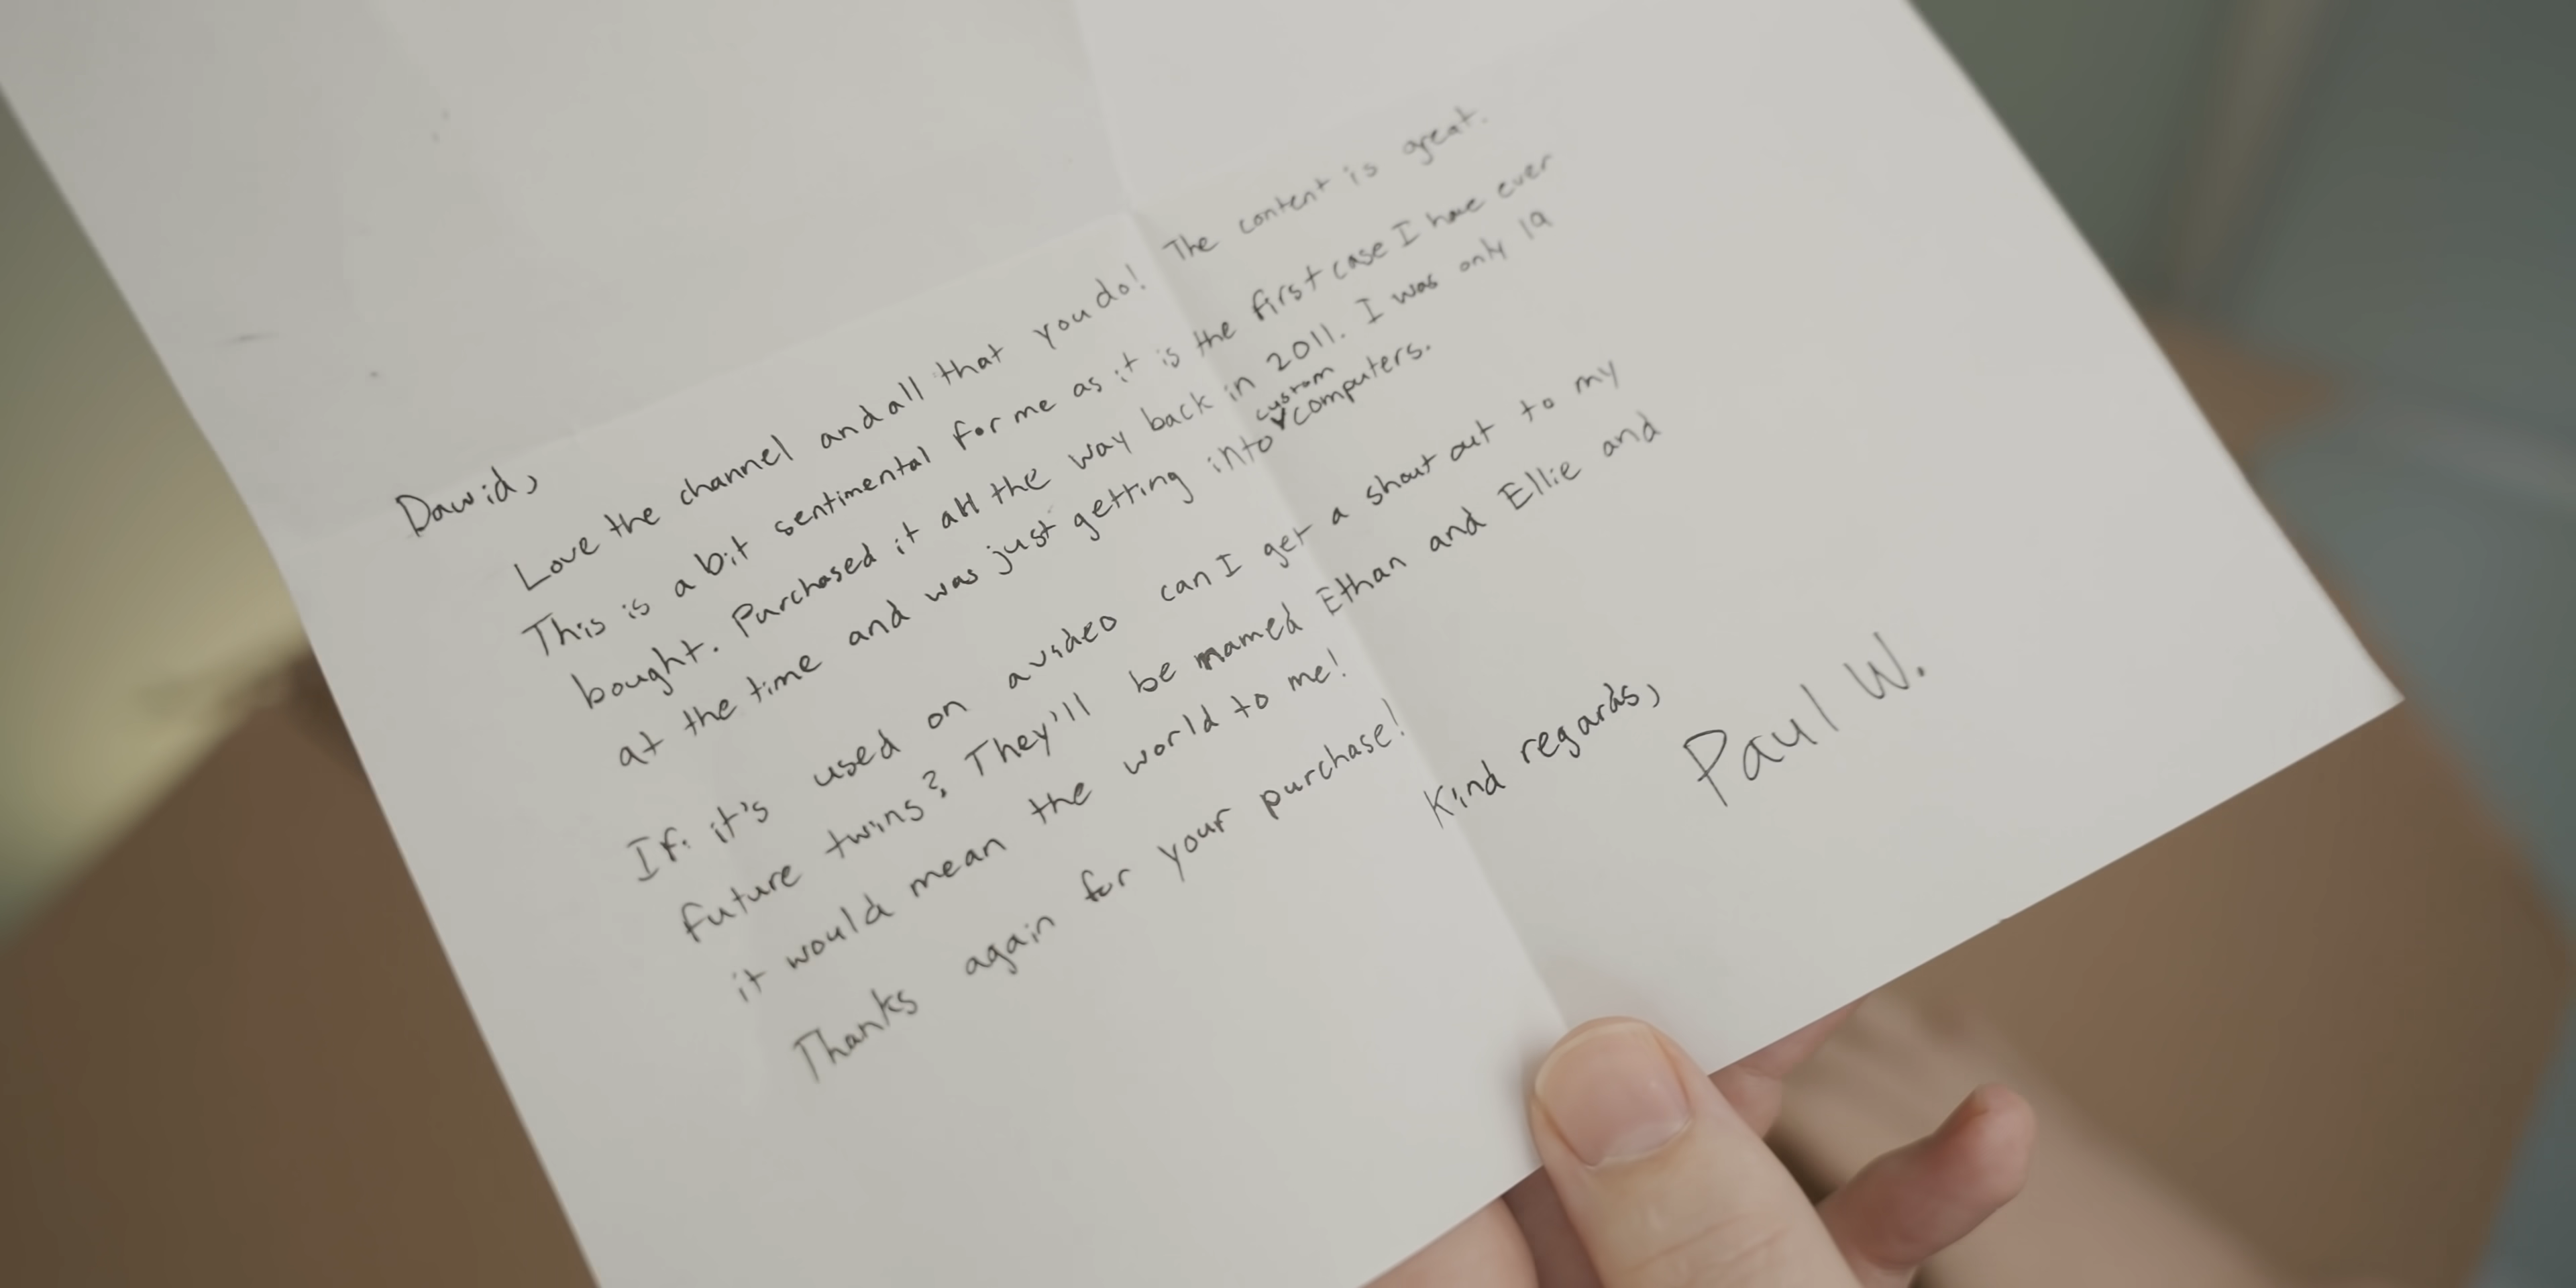 Dawid,
Love the channel and all that you do! The content is great.
This is a bit sentimental for me as it is the first case I have ever
bought. Purchased it all the way back in 2011. I was only 19
at the time and was just getting into custom computers.
If it's used on a video can I get a shout out to my
future twins? They'll be named Ethan and Ellie and
it would mean the world to me!
Thanks again for your purchase!
Kind regards,
Paul W.